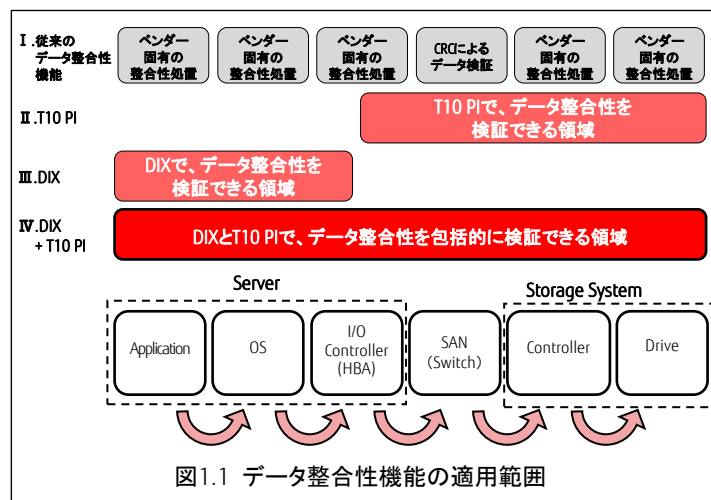 Ⅰ.従来の
データ整合性
機能
ベンダー
固有の
整合性処置
ベンダー
固有の
整合性処置
ベンダー
固有の
整合性処置
CRCによる
データ検証
ベンダー
固有の
整合性処置
ベンダー
固有の
整合性処置
Ⅱ.T10 PI
T10 PIで、データ整合性を
検証できる領域
Ⅲ.DIX
DIXで、データ整合性を
検証できる領域
Ⅳ.DIX
+ T10 PI
DIXとT10 PIで、データ整合性を包括的に検証できる領域
Server
Storage System
Application
OS
I/O
Controller
(HBA)
SAN
(Switch)
Controller
Drive
図1.1 データ整合性機能の適用範囲